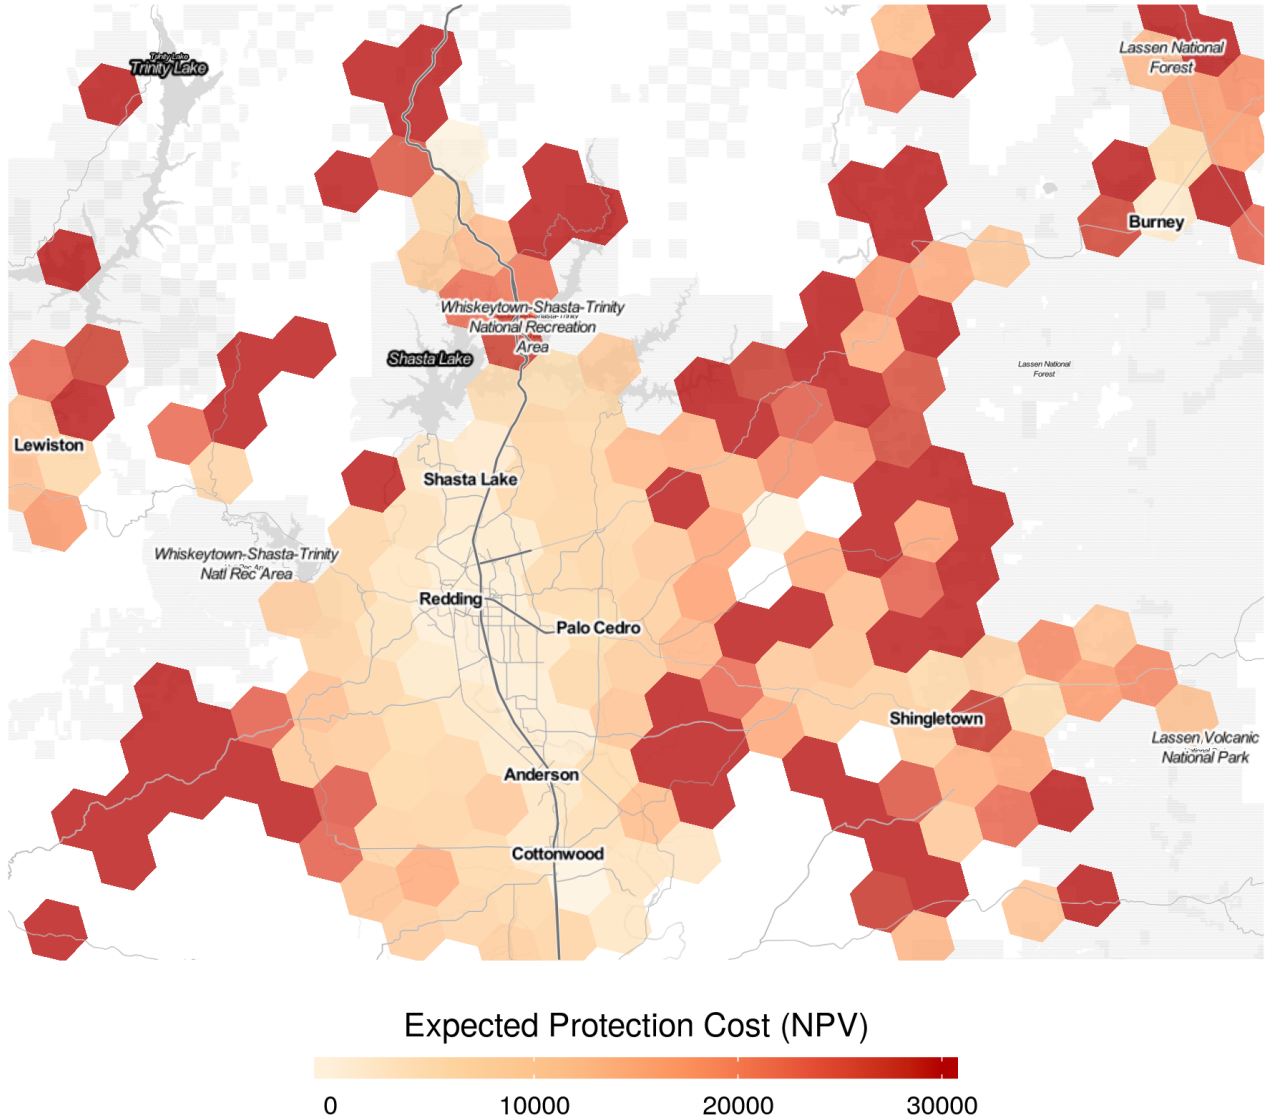 Trinity Lake
Trinity Lake
Lassen National
Forest
Burney
Whiskeytown-Shasta-Trinity
National Recreation
Area
Shasta Lake
Lassen National
Forest
Lewiston
Shasta Lake
Whiskeytown-Shasta-Trinity
Natl Rec Area
Redding
Palo Cedro
Shingletown
Lassen Volcanic
National Park
Anderson
Cottonwood
Expected Protection Cost (NPV)
0 10000 20000 30000